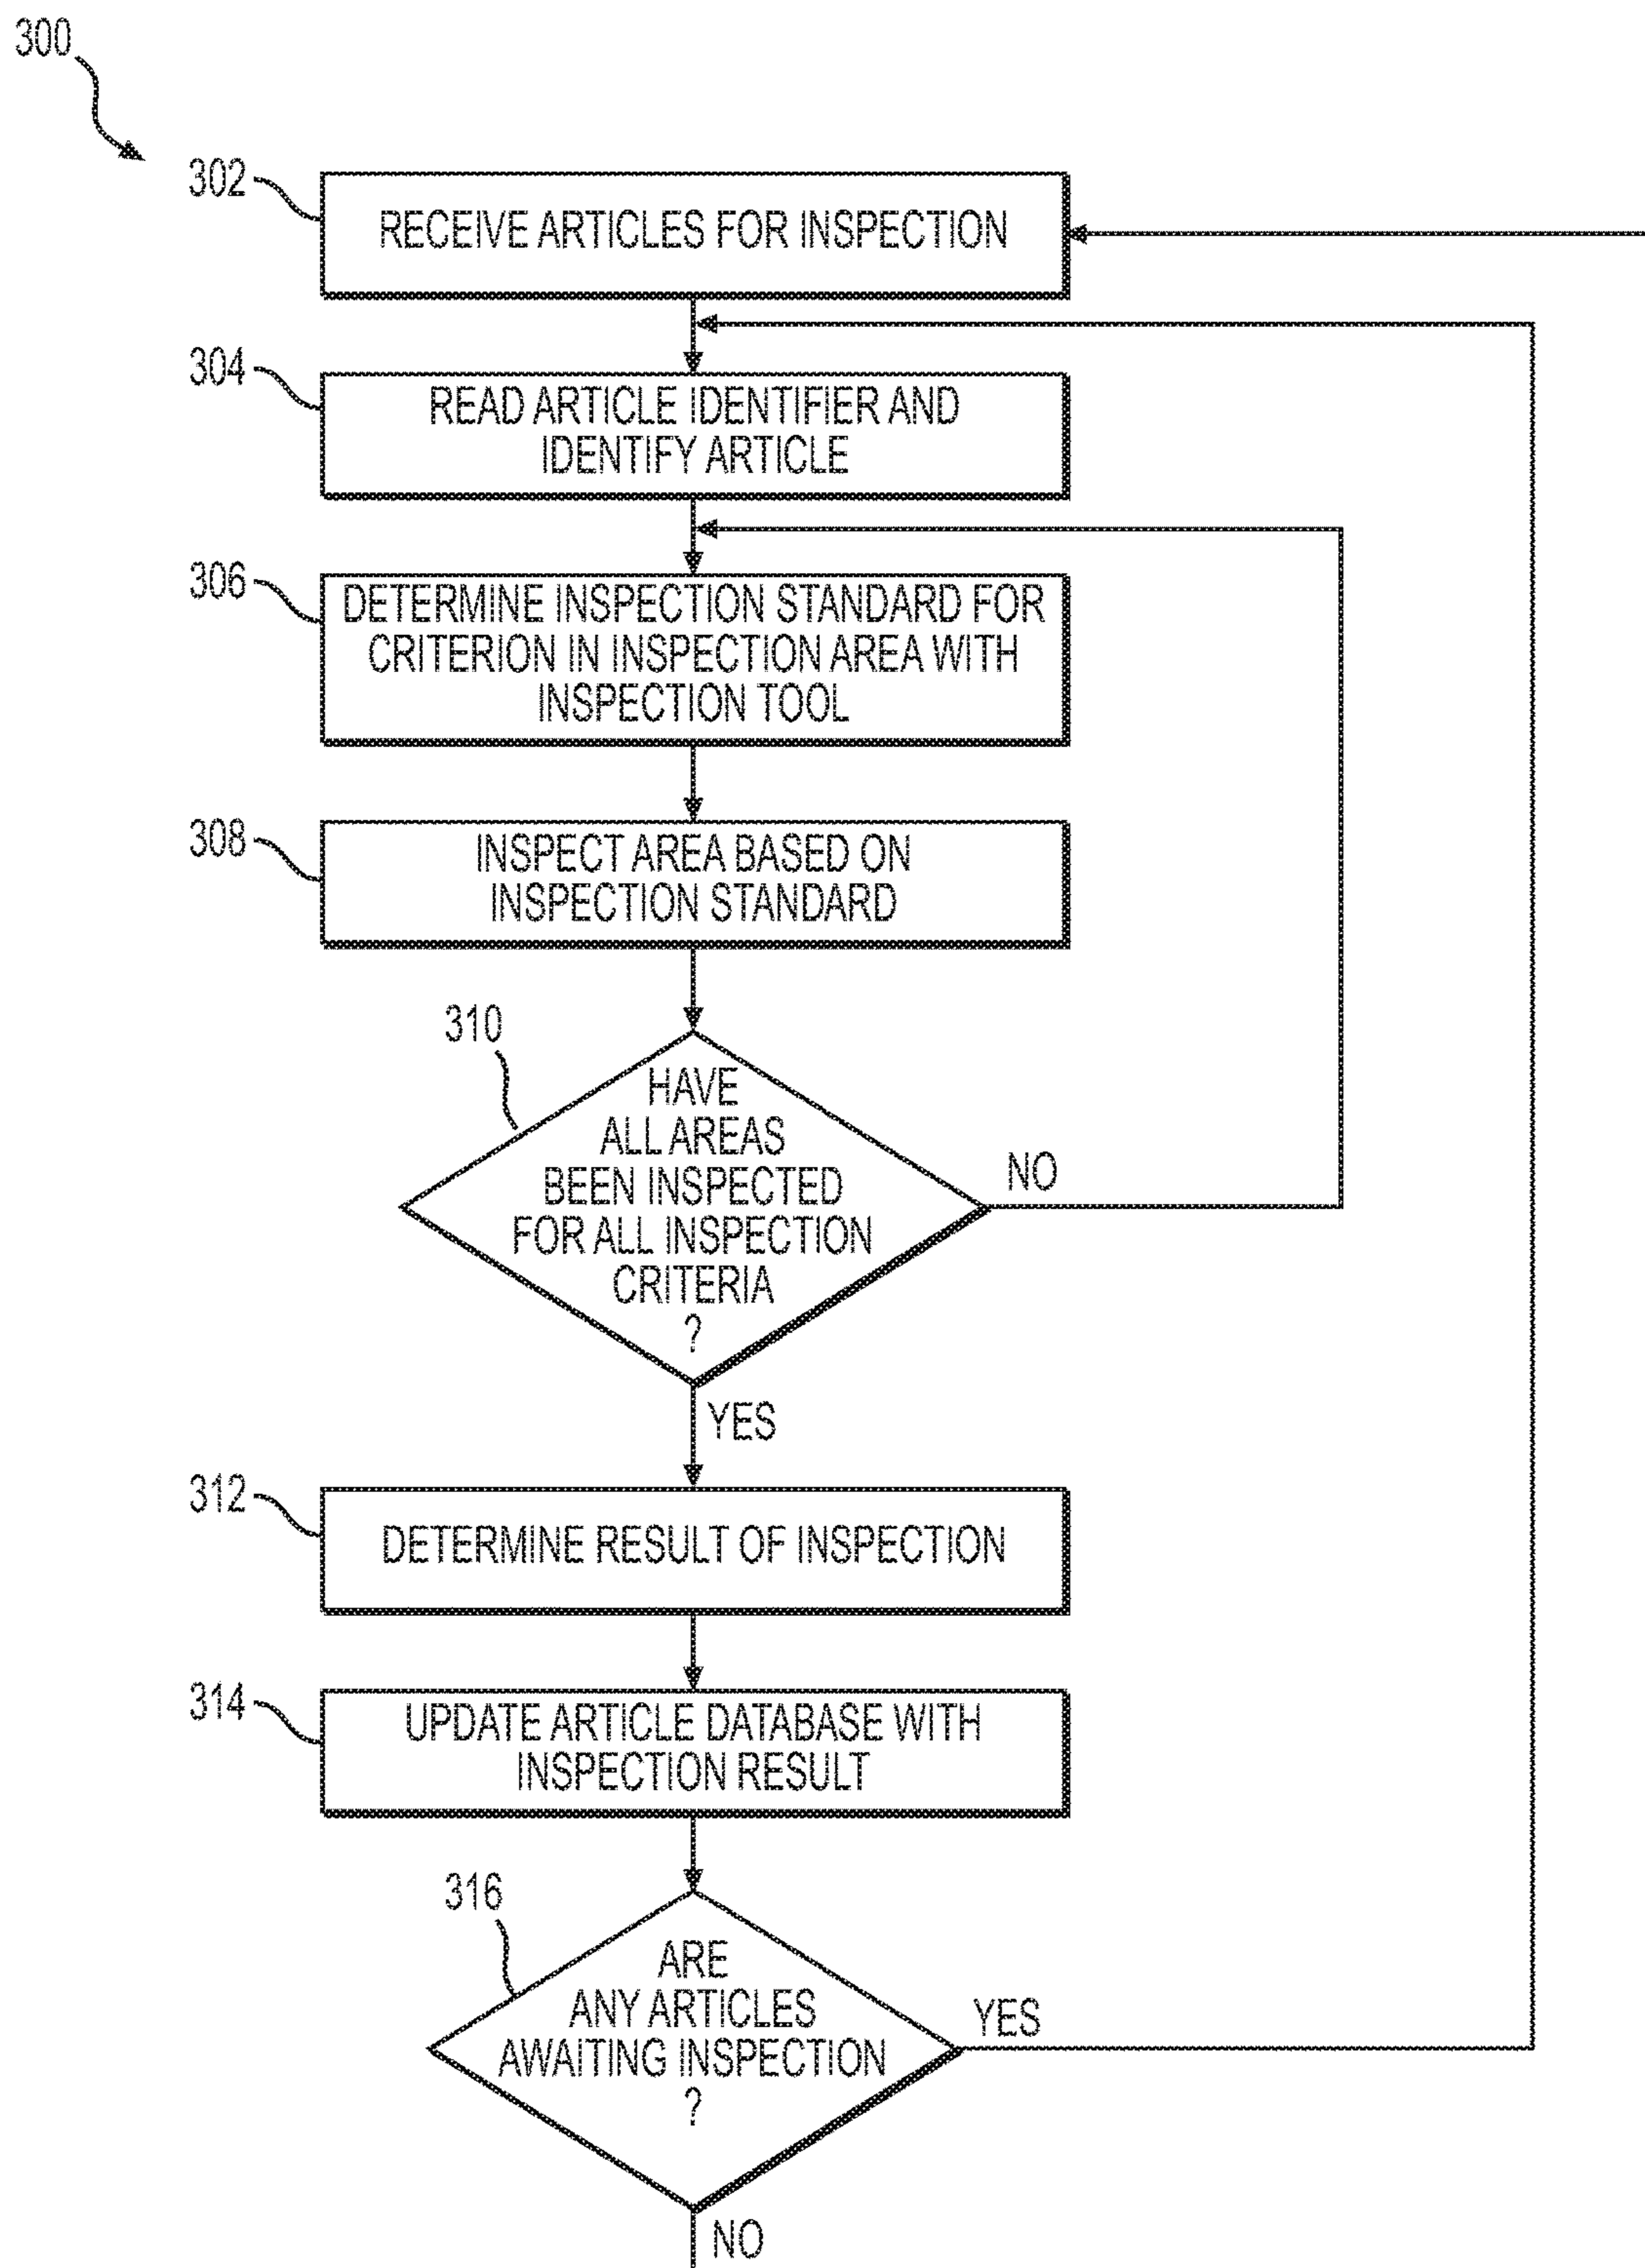 300
302
RECEIVE ARTICLES FOR INSPECTION
304
READ ARTICLE IDENTIFIER AND
IDENTIFY ARTICLE
306
DETERMINE INSPECTION STANDARD FOR
CRITERION IN INSPECTION AREA WITH
INSPECTION TOOL
308
INSPECT AREA BASED ON
INSPECTION STANDARD
310
HAVE
ALL AREAS
BEEN INSPECTED
FOR ALL INSPECTION
CRITERIA
?
NO
YES
312
DETERMINE RESULT OF INSPECTION
314
UPDATE ARTICLE DATABASE WITH
INSPECTION RESULT
316
ARE
ANY ARTICLES
AWAITING INSPECTION
?
YES
NO